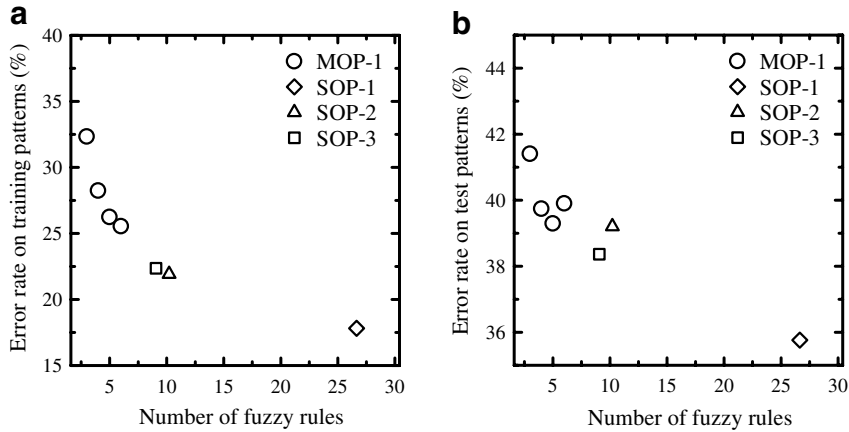 a
Error rate on training patterns (%)
40
35
30
25
20
15
5
10
15
20
25
30
Number of fuzzy rules
MOP-1
SOP-1
SOP-2
SOP-3
b
Error rate on test patterns (%)
44
42
40
38
36
5
10
15
20
25
30
Number of fuzzy rules
MOP-1
SOP-1
SOP-2
SOP-3